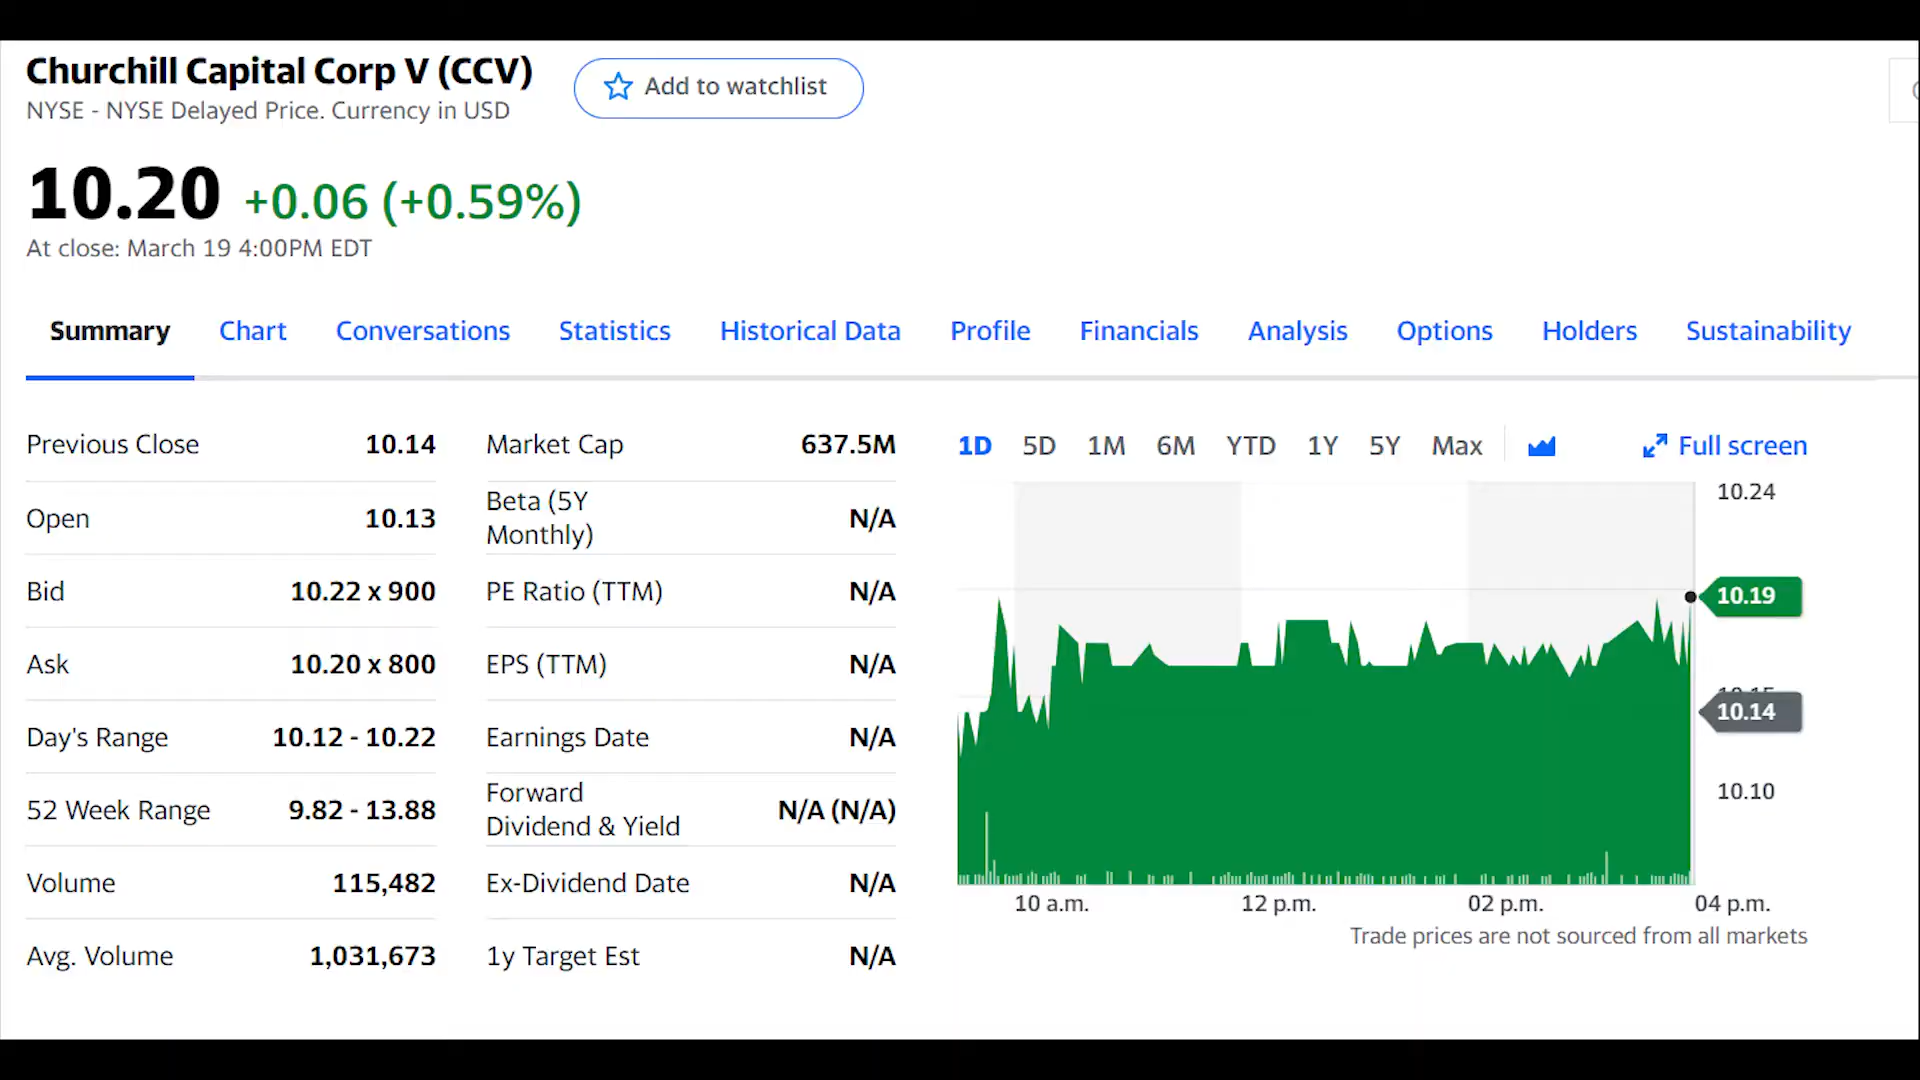 Churchill Capital Corp V (CCV)
NYSE - NYSE Delayed Price. Currency in USD
Add to watchlist
10.20 +0.06 (+0.59%)
At close: March 19 4:00PM EDT
Summary Chart Conversations Statistics Historical Data Profile Financials Analysis Options Holders Sustainability
Previous Close 10.14
Open 10.13
Bid 10.22 x 900
Ask 10.20 x 800
Day's Range 10.12 - 10.22
52 Week Range 9.82 - 13.88
Volume 115,482
Avg. Volume 1,031,673
Market Cap 637.5M
Beta (5Y
Monthly) N/A
PE Ratio (TTM) N/A
EPS (TTM) N/A
Earnings Date N/A
Forward
Dividend & Yield N/A (N/A)
Ex-Dividend Date N/A
1y Target Est N/A
1D 5D 1M 6M YTD 1Y 5Y Max Full screen
10.24
10.19
10.14
10.10
10 a.m. 12 p.m. 02 p.m. 04 p.m.
Trade prices are not sourced from all markets